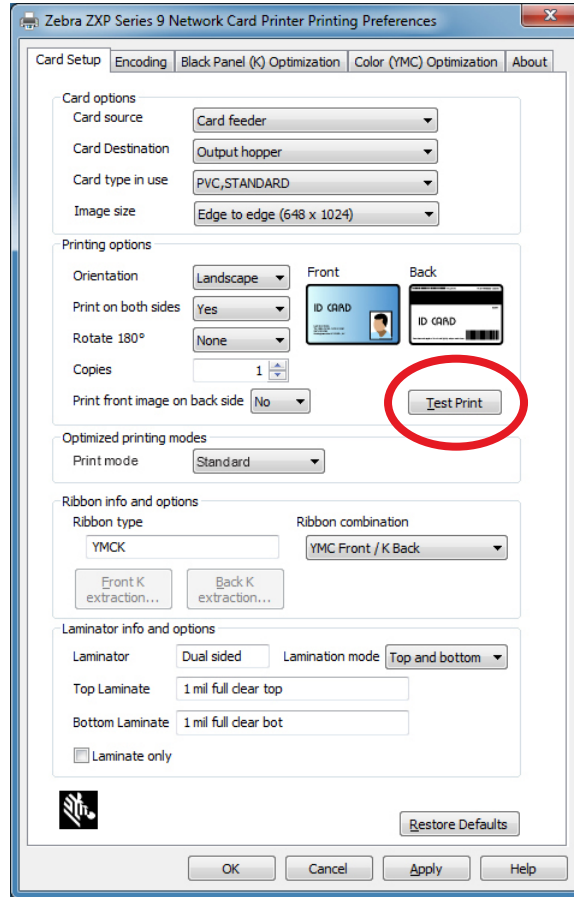 Zebra ZXP Series 9 Network Card Printer Printing Preferences
Card Setup Encoding Black Panel (K) Optimization Color (YMC) Optimization About
Card options
Card source Card feeder
Card Destination Output hopper
Card type in use PVC,STANDARD
Image size Edge to edge (648 x 1024)
Printing options
Orientation Landscape Front Back
Print on both sides Yes
ID CARD ID CARD
Rotate 180° None
Copies 1
Print front image on back side No Test Print
Optimized printing modes
Print mode Standard
Ribbon info and options
Ribbon type Ribbon combination
YMCK YMC Front / K Back
Front K
extraction...
Back K
extraction...
Laminator info and options
Laminator Dual sided Lamination mode Top and bottom
Top Laminate 1 mil full clear top
Bottom Laminate 1 mil full clear bot
Laminate only
Restore Defaults
OK Cancel Apply Help